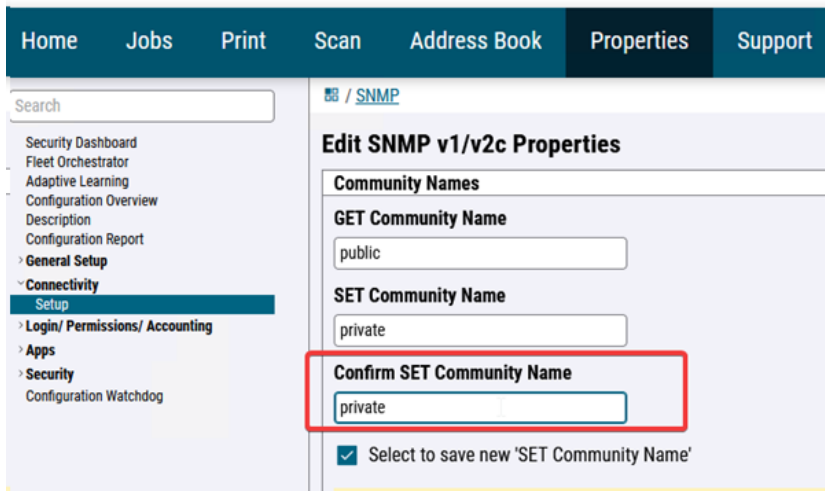 Home Jobs Print Scan Address Book Properties Support
Search
Security Dashboard
Fleet Orchestrator
Adaptive Learning
Configuration Overview
Description
Configuration Report
General Setup
Connectivity
Setup
Login/ Permissions/ Accounting
Apps
Security
Configuration Watchdog
/ SNMP
Edit SNMP v1/v2c Properties
Community Names
GET Community Name
public
SET Community Name
private
Confirm SET Community Name
private
Select to save new 'SET Community Name'